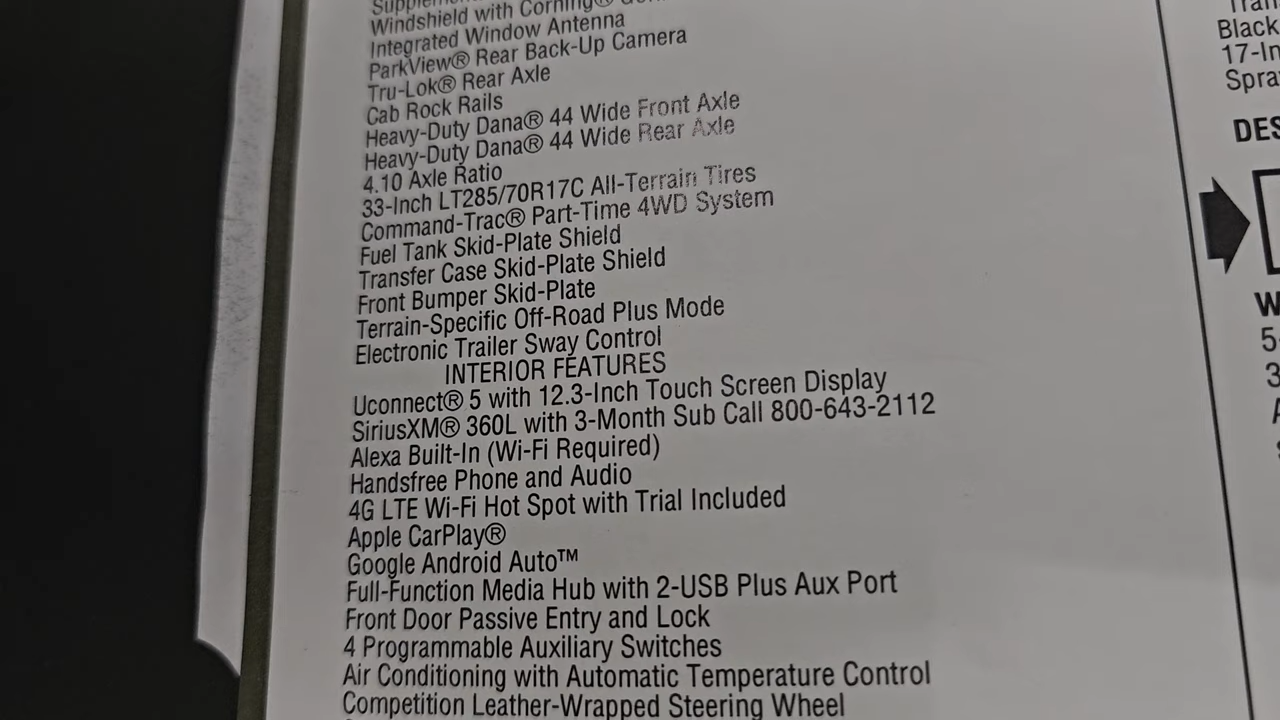 Windshield with Corning®
Integrated Window Antenna
ParkView® Rear Back-Up Camera
Tru-Lok® Rear Axle
Cab Rock Rails
Heavy-Duty Dana® 44 Wide Front Axle
Heavy-Duty Dana® 44 Wide Rear Axle
4.10 Axle Ratio
33-Inch LT285/70R17C All-Terrain Tires
Command-Trac® Part-Time 4WD System
Fuel Tank Skid-Plate Shield
Transfer Case Skid-Plate Shield
Front Bumper Skid-Plate
Terrain-Specific Off-Road Plus Mode
Electronic Trailer Sway Control
INTERIOR FEATURES
Uconnect® 5 with 12.3-Inch Touch Screen Display
SiriusXM® 360L with 3-Month Sub Call 800-643-2112
Alexa Built-In (Wi-Fi Required)
Handsfree Phone and Audio
4G LTE Wi-Fi Hot Spot with Trial Included
Apple CarPlay®
Google Android Auto™
Full-Function Media Hub with 2-USB Plus Aux Port
Front Door Passive Entry and Lock
4 Programmable Auxiliary Switches
Air Conditioning with Automatic Temperature Control
Competition Leather-Wrapped Steering Wheel
Black
17-In
Spra
DES
W
5-
3